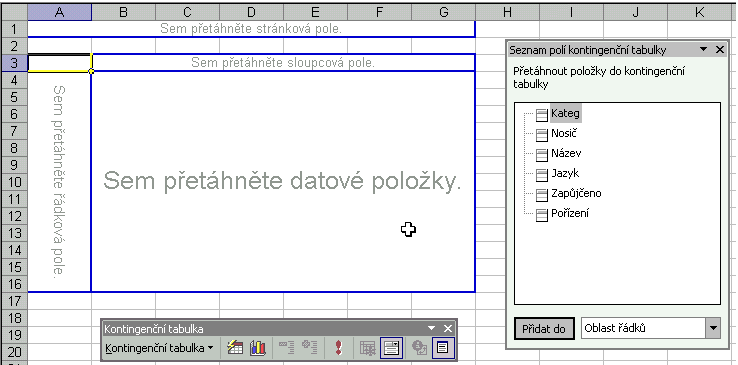 A B C D E F G H I J K
1 Sem přetáhněte stránková pole.
2
3 Sem přetáhněte sloupcová pole.
4
5
6
7
8
9
10
11
12
13
14
15
16
17
18
19
20
Sem přetáhněte řádková pole.
Sem přetáhněte datové položky.
Seznam polí kontingenční tabulky
Přetáhnout položky do kontingenční
tabulky
Kateg
Nosič
Název
Jazyk
Zapůjčeno
Pořízení
Přidat do Oblast řádků
Kontingenční tabulka
Kontingenční tabulka